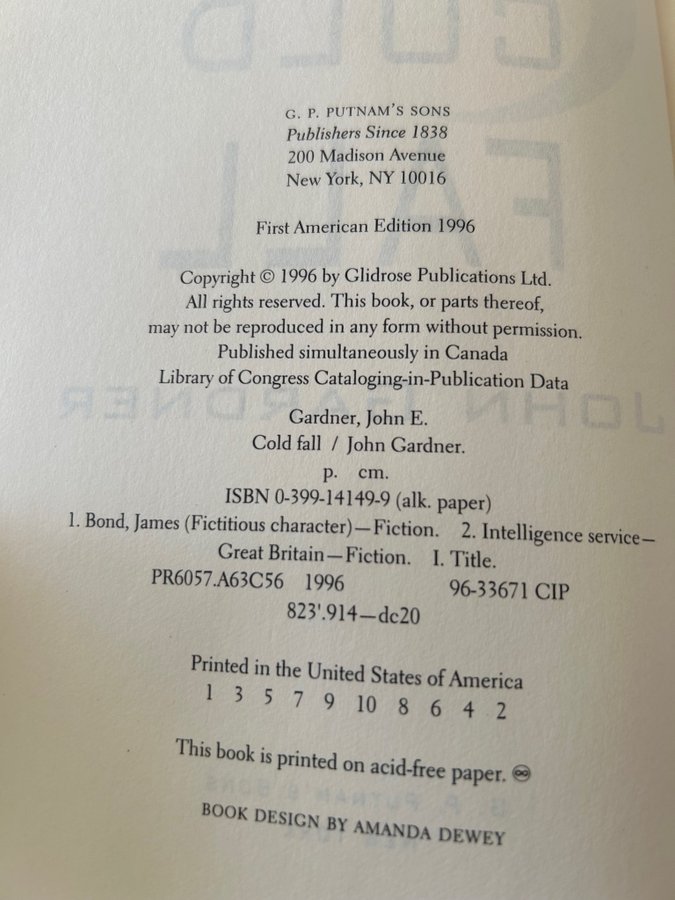 G. P. PUTNAM'S SONS
Publishers Since 1838
200 Madison Avenue
New York, NY 10016
First American Edition 1996
Copyright © 1996 by Glidrose Publications Ltd.
All rights reserved. This book, or parts thereof,
may not be reproduced in any form without permission.
Published simultaneously in Canada
Library of Congress Cataloging-in-Publication Data
Gardner, John E.
Cold fall / John Gardner.
p. cm.
ISBN 0-399-14149-9 (alk. paper)
1. Bond, James (Fictitious character)—Fiction. 2. Intelligence service—
Great Britain—Fiction. I. Title.
PR6057.A63C56 1996 96-33671 CIP
823'.914—dc20
Printed in the United States of America
1 3 5 7 9 10 8 6 4 2
This book is printed on acid-free paper. ♾
BOOK DESIGN BY AMANDA DEWEY